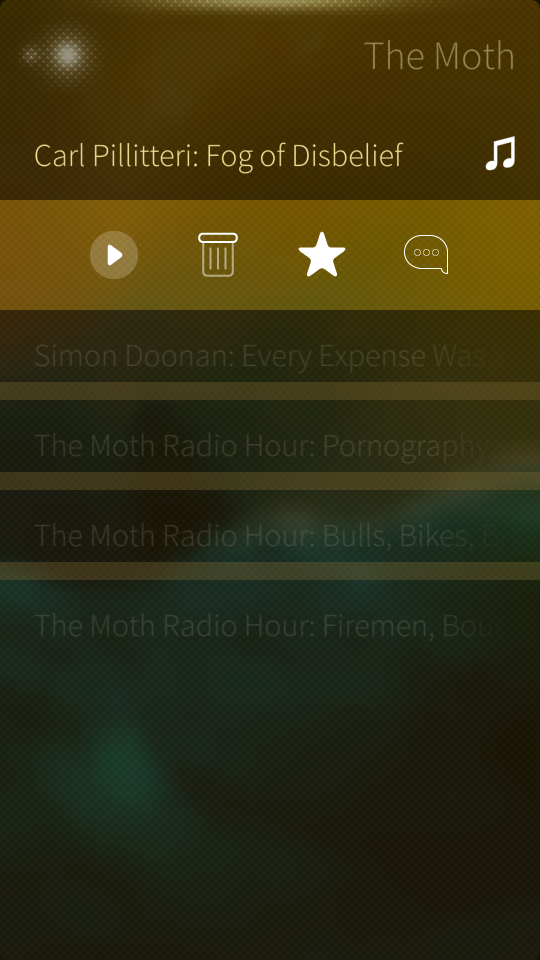 The Moth
Carl Pillitteri: Fog of Disbelief
Simon Doonan: Every Expense Was
The Moth Radio Hour: Pornography,
The Moth Radio Hour: Bulls, Bikes, B
The Moth Radio Hour: Firemen, Bou